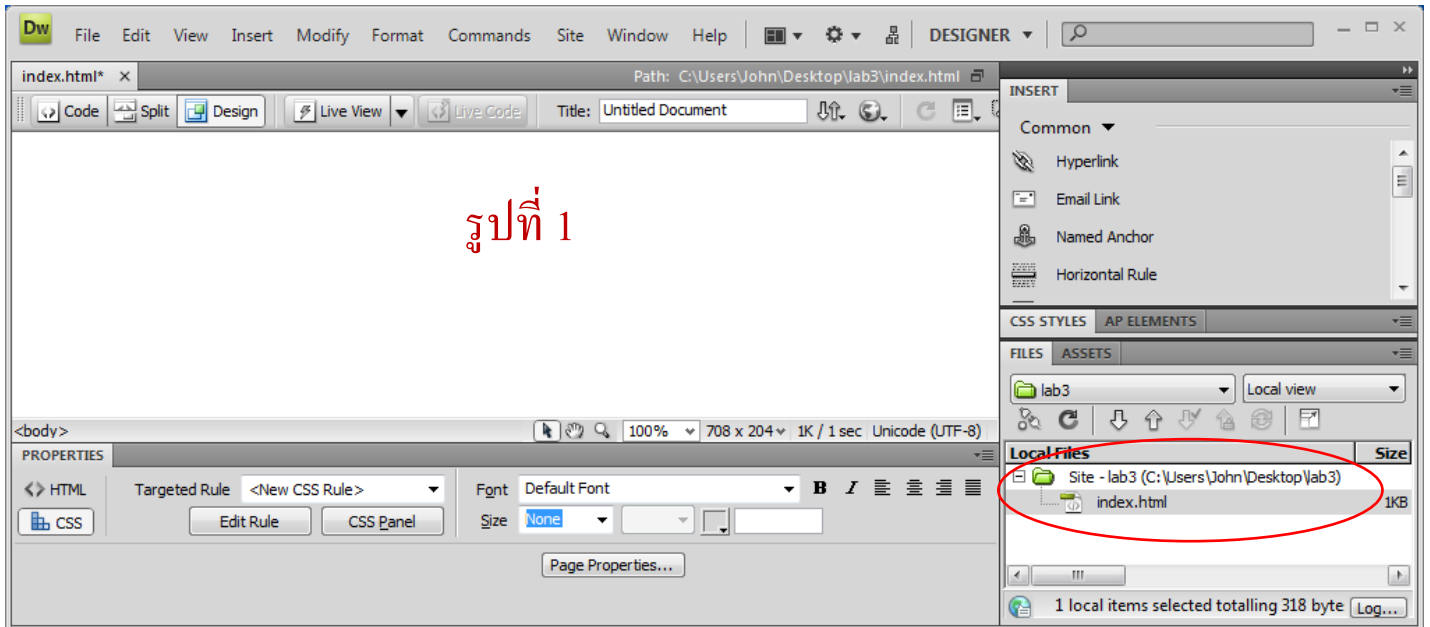 Dw File Edit View Insert Modify Format Commands Site Window Help DESIGNER
index.html* Path: C:\Users\John\Desktop\lab3\index.html
Code Split Design Live View Live Code Title: Untitled Document
รูปที่ 1
<body> 100% 708 x 204 1K / 1 sec Unicode (UTF-8)
PROPERTIES
HTML Targeted Rule <New CSS Rule> Font Default Font B I
CSS Edit Rule CSS Panel Size None
Page Properties...
INSERT
Common
Hyperlink
Email Link
Named Anchor
Horizontal Rule
CSS STYLES AP ELEMENTS
FILES ASSETS
lab3 Local view
Local Files Size
Site - lab3 (C:\Users\John\Desktop\lab3)
index.html 1KB
1 local items selected totalling 318 byte Log...